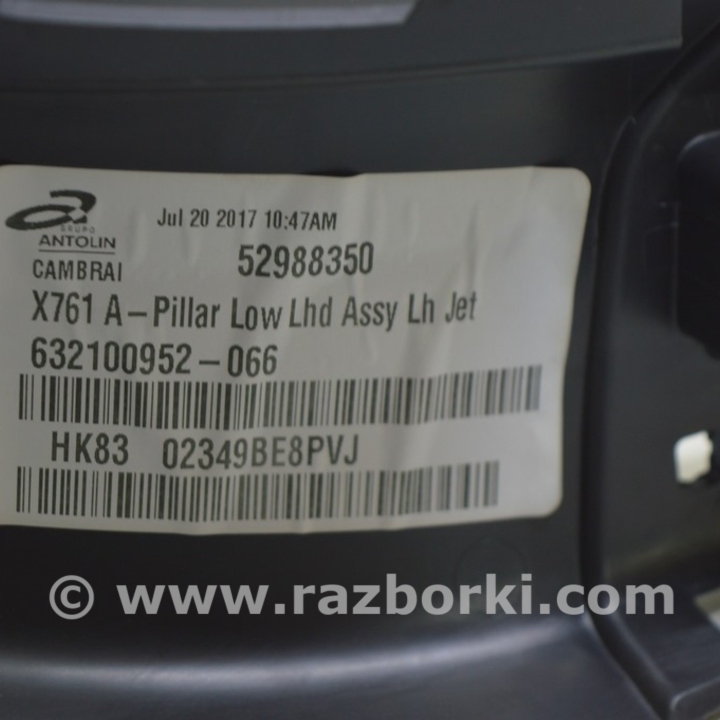 Jul 20 2017 10:47AM
GRUPO
ANTOLIN
52988350
CAMBRAI
X761 A-Pillar Low Lhd Assy Lh Jet
632100952-066
HK83 02349BE8PVJ
© www.razborki.com